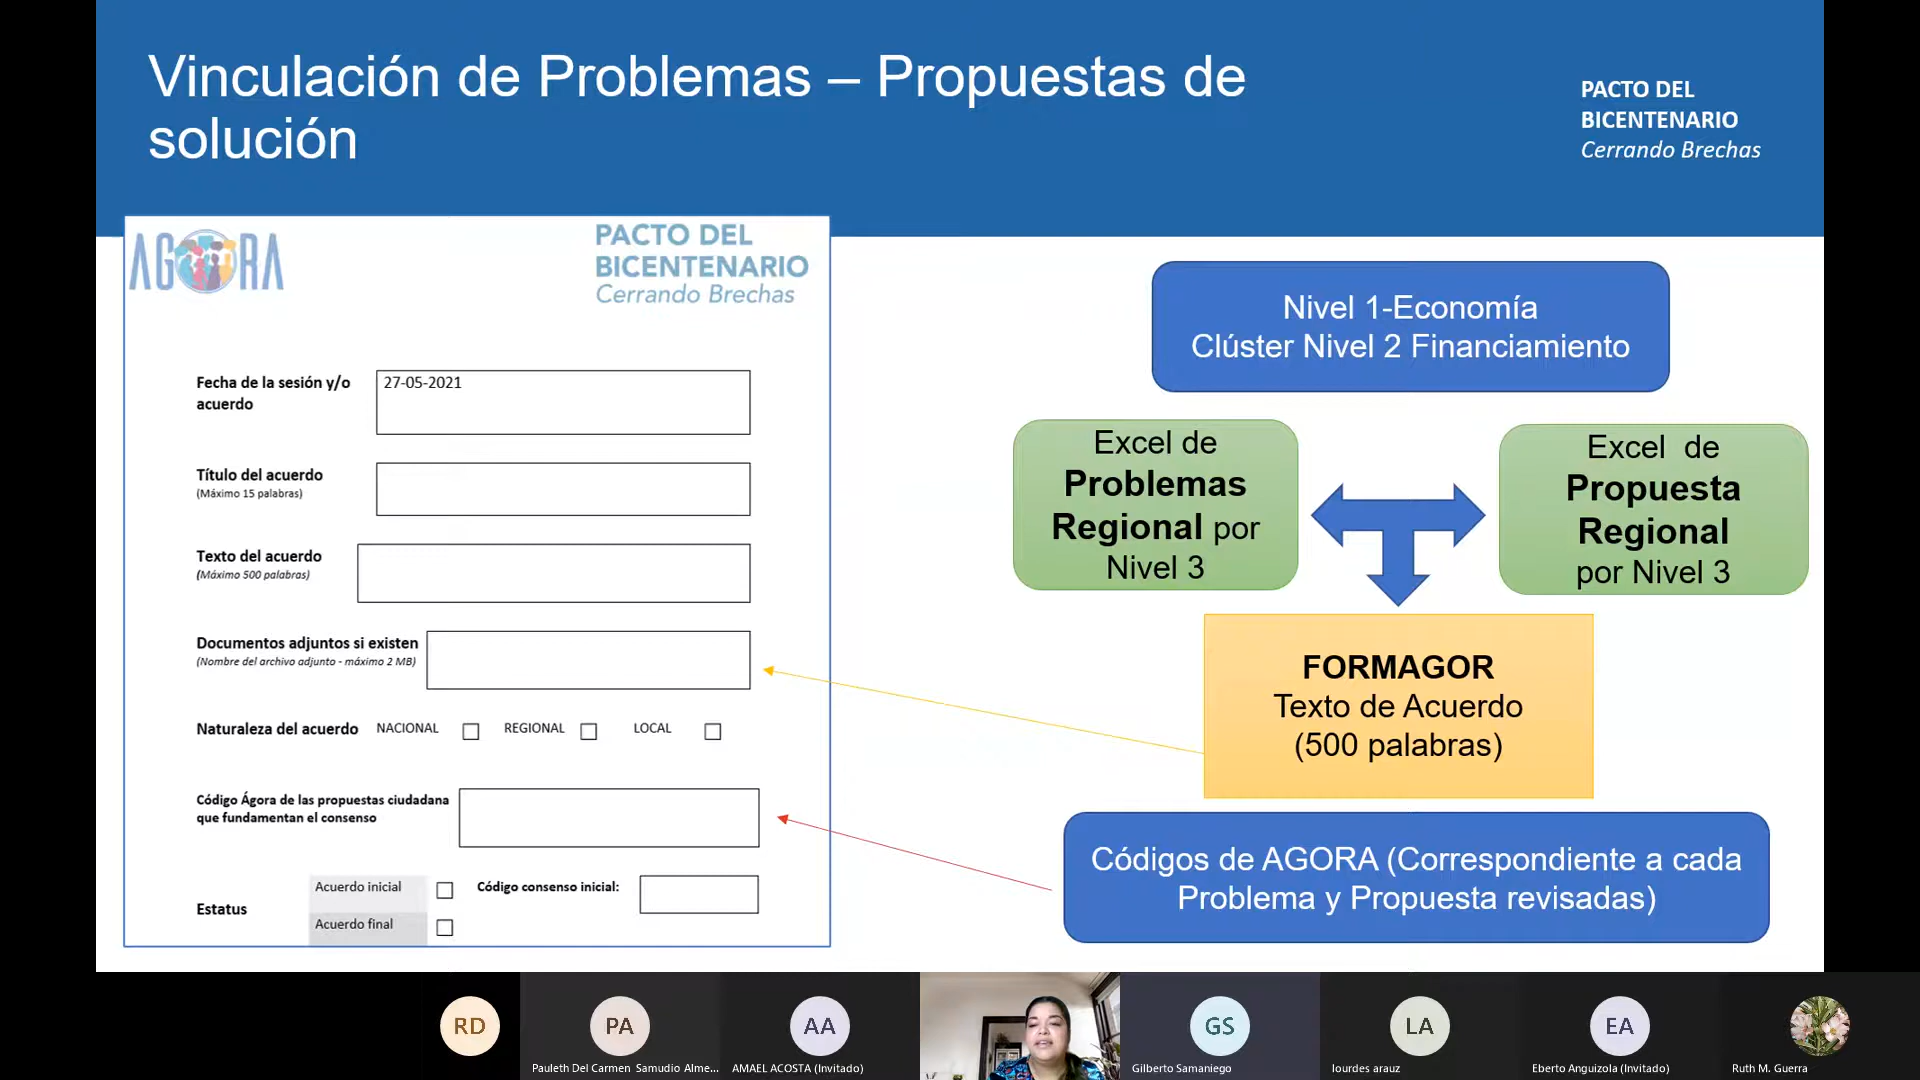 Vinculación de Problemas – Propuestas de
solución
PACTO DEL
BICENTENARIO
Cerrando Brechas
AGORA
PACTO DEL
BICENTENARIO
Cerrando Brechas
Fecha de la sesión y/o
acuerdo
27-05-2021
Título del acuerdo
(Máximo 15 palabras)
Texto del acuerdo
(Máximo 500 palabras)
Documentos adjuntos si existen
(Nombre del archivo adjunto - máximo 2 MB)
Naturaleza del acuerdo NACIONAL REGIONAL LOCAL
Código Ágora de las propuestas ciudadana
que fundamentan el consenso
Estatus
Acuerdo inicial
Acuerdo final
Código consenso inicial:
Nivel 1-Economía
Clúster Nivel 2 Financiamiento
Excel de
Problemas
Regional por
Nivel 3
Excel de
Propuesta
Regional
por Nivel 3
FORMAGOR
Texto de Acuerdo
(500 palabras)
Códigos de AGORA (Correspondiente a cada
Problema y Propuesta revisadas)
RD
PA
Pauleth Del Carmen Samudio Alme...
AA
AMAEL ACOSTA (Invitado)
GS
Gilberto Samaniego
LA
lourdes arauz
EA
Eberto Anguizola (Invitado)
Ruth M. Guerra